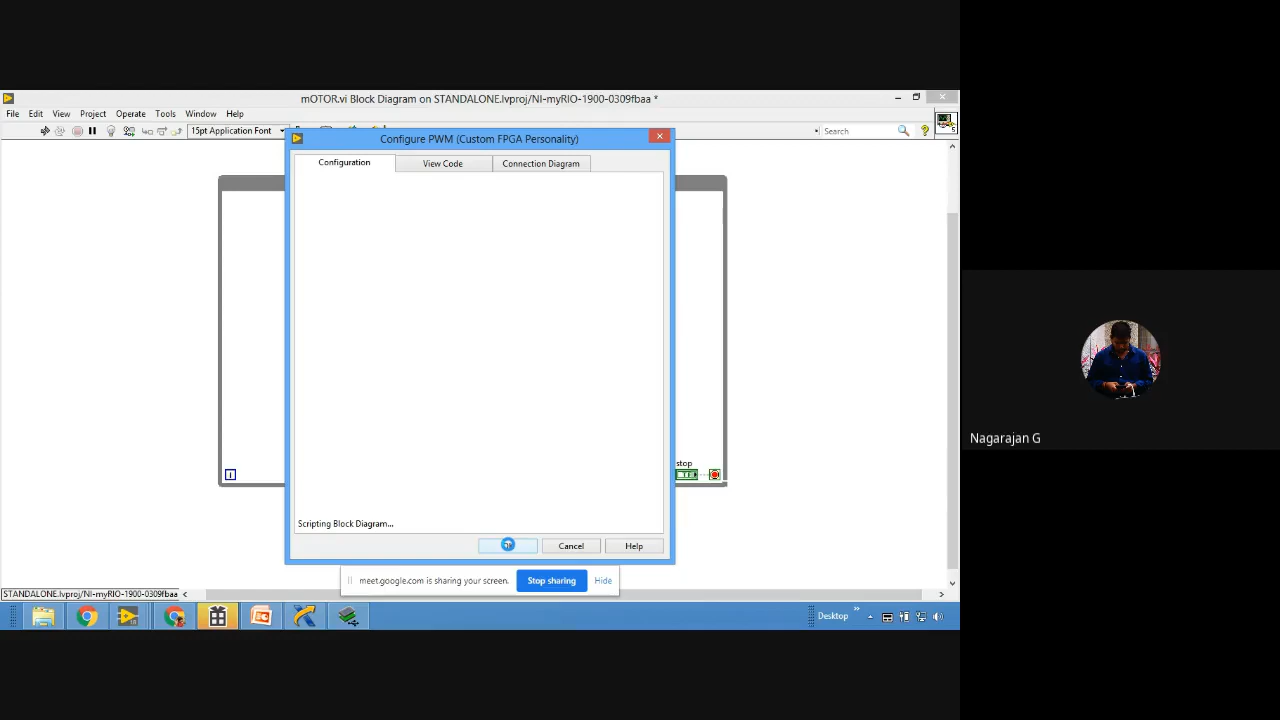 mOTOR.vi Block Diagram on STANDALONE.lvproj/NI-myRIO-1900-0309fbaa *
File Edit View Project Operate Tools Window Help
15pt Application Font
Search
Configure PWM (Custom FPGA Personality)
Configuration View Code Connection Diagram
i
stop
TF
Scripting Block Diagram...
Cancel Help
meet.google.com is sharing your screen. Stop sharing Hide
STANDALONE.lvproj/NI-myRIO-1900-0309fbaa
Desktop
Nagarajan G